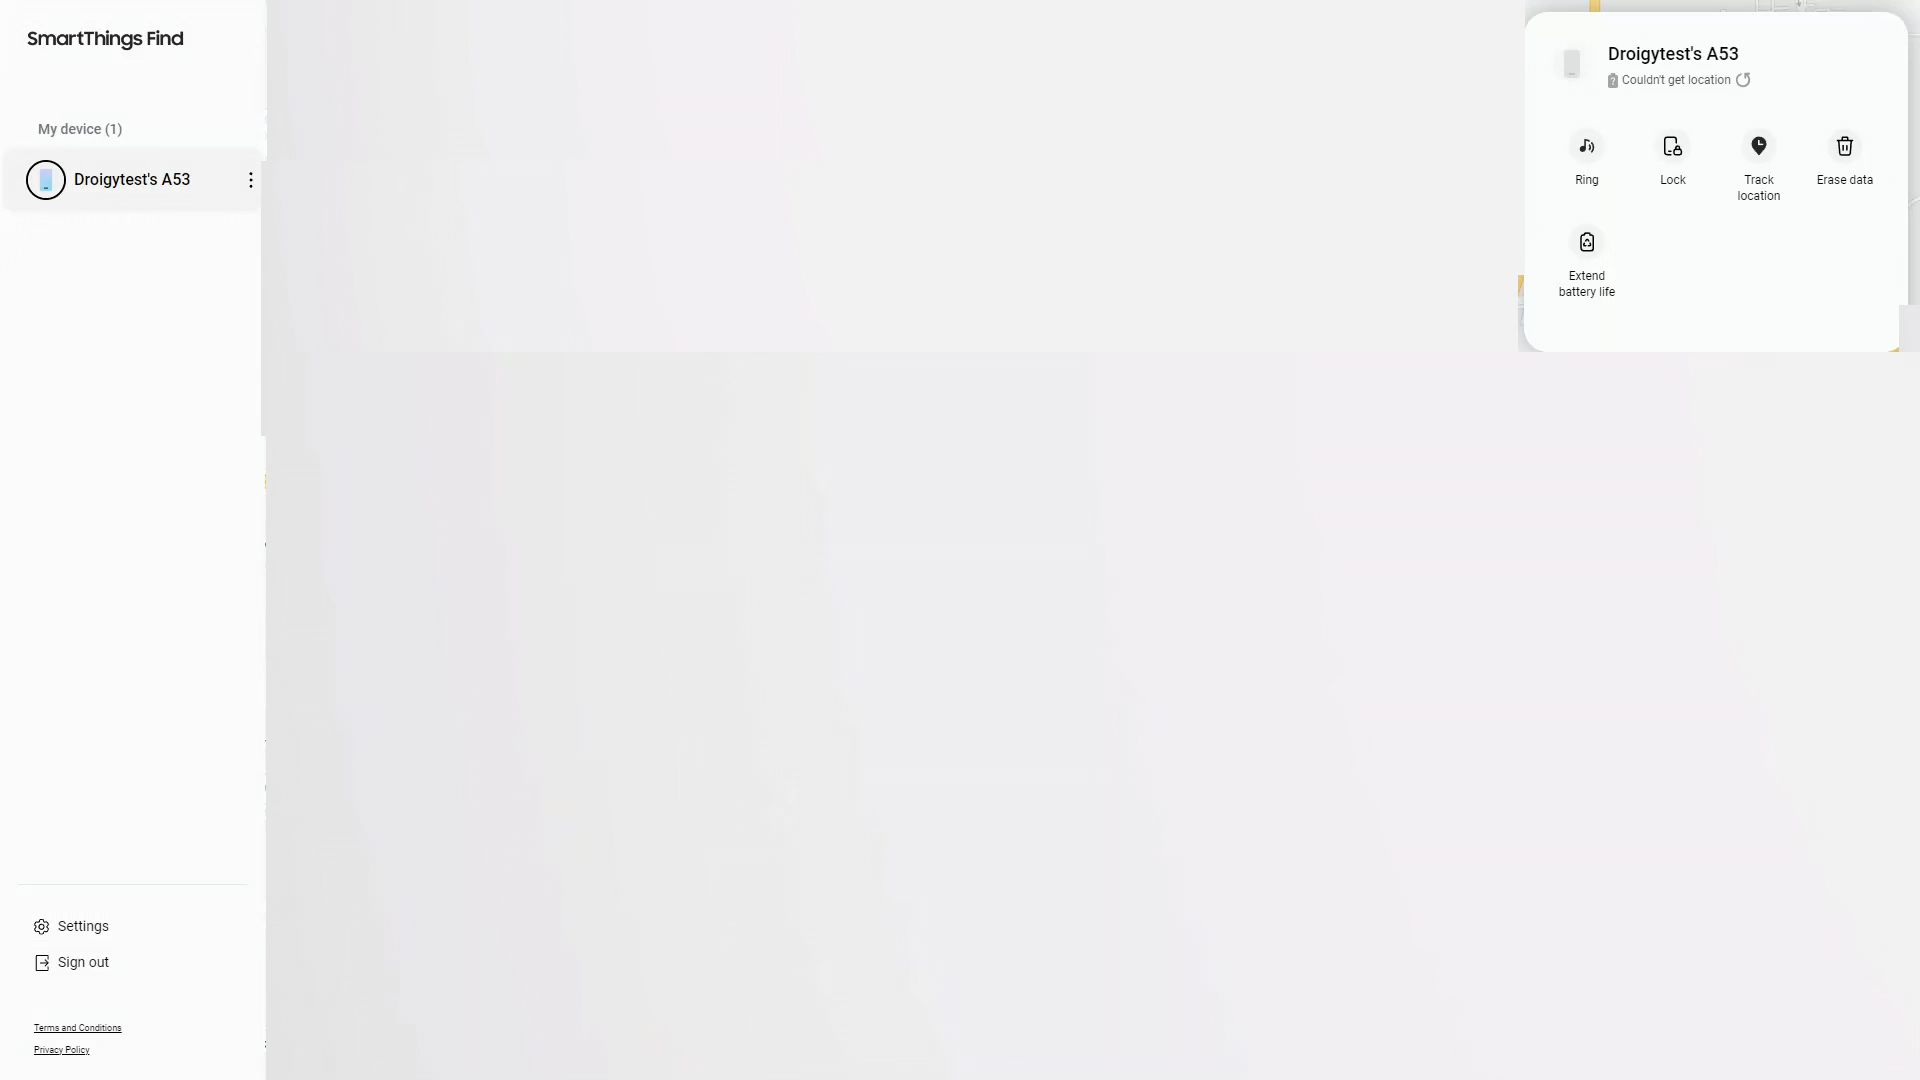 SmartThings Find
My device (1)
Droigytest's A53
Settings
Sign out
Terms and Conditions
Privacy Policy
Droigytest's A53
Couldn't get location
Ring
Lock
Track
location
Erase data
Extend
battery life